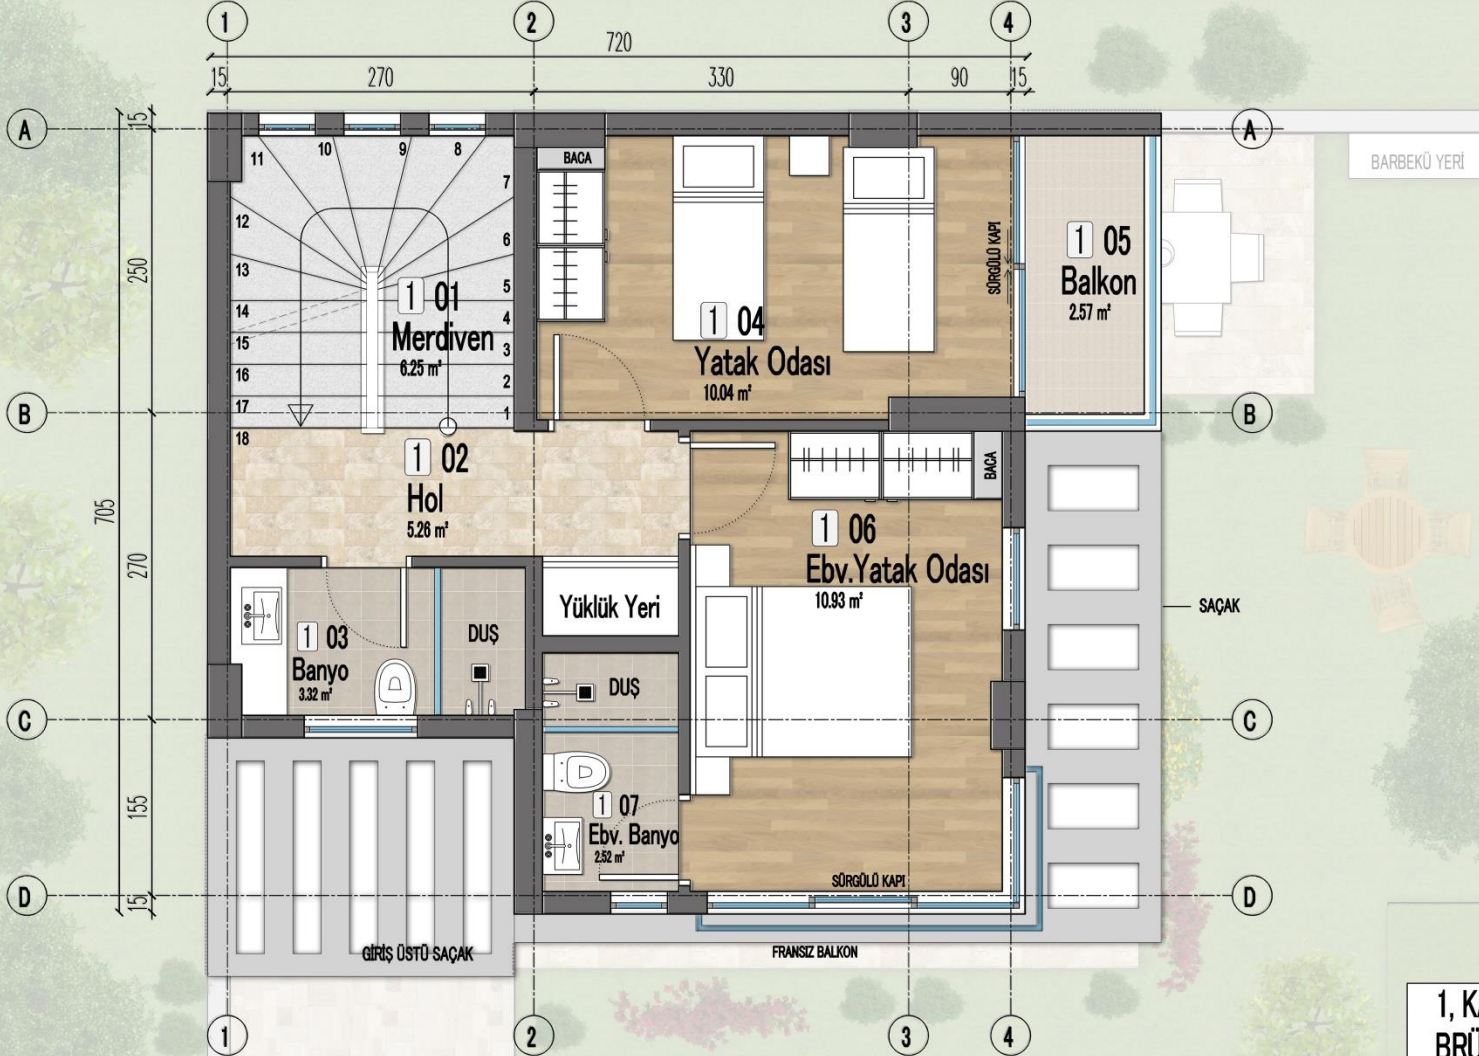 1 2 3 4
720
15 270 330 90 15
A A
15
BARBEKÜ YERİ
11 10 9 8
BACA
7
12
6
13
5
14
4
15
3
16
2
17
1
18
1 01
Merdiven
6.25 m²
250
1 04
Yatak Odası
10.04 m²
SÜRGÜLÜ KAPI
1 05
Balkon
2.57 m²
B B
1 02
Hol
5.26 m²
BACA
705
270
1 06
Ebv.Yatak Odası
10.93 m²
Yüklük Yeri
SAÇAK
1 03
Banyo
3.32 m²
DUŞ
DUŞ
C C
155
1 07
Ebv. Banyo
2.52 m²
SÜRGÜLÜ KAPI
D D
15
GİRİŞ ÜSTÜ SAÇAK
FRANSIZ BALKON
1 2 3 4
1, KA
BRÜ